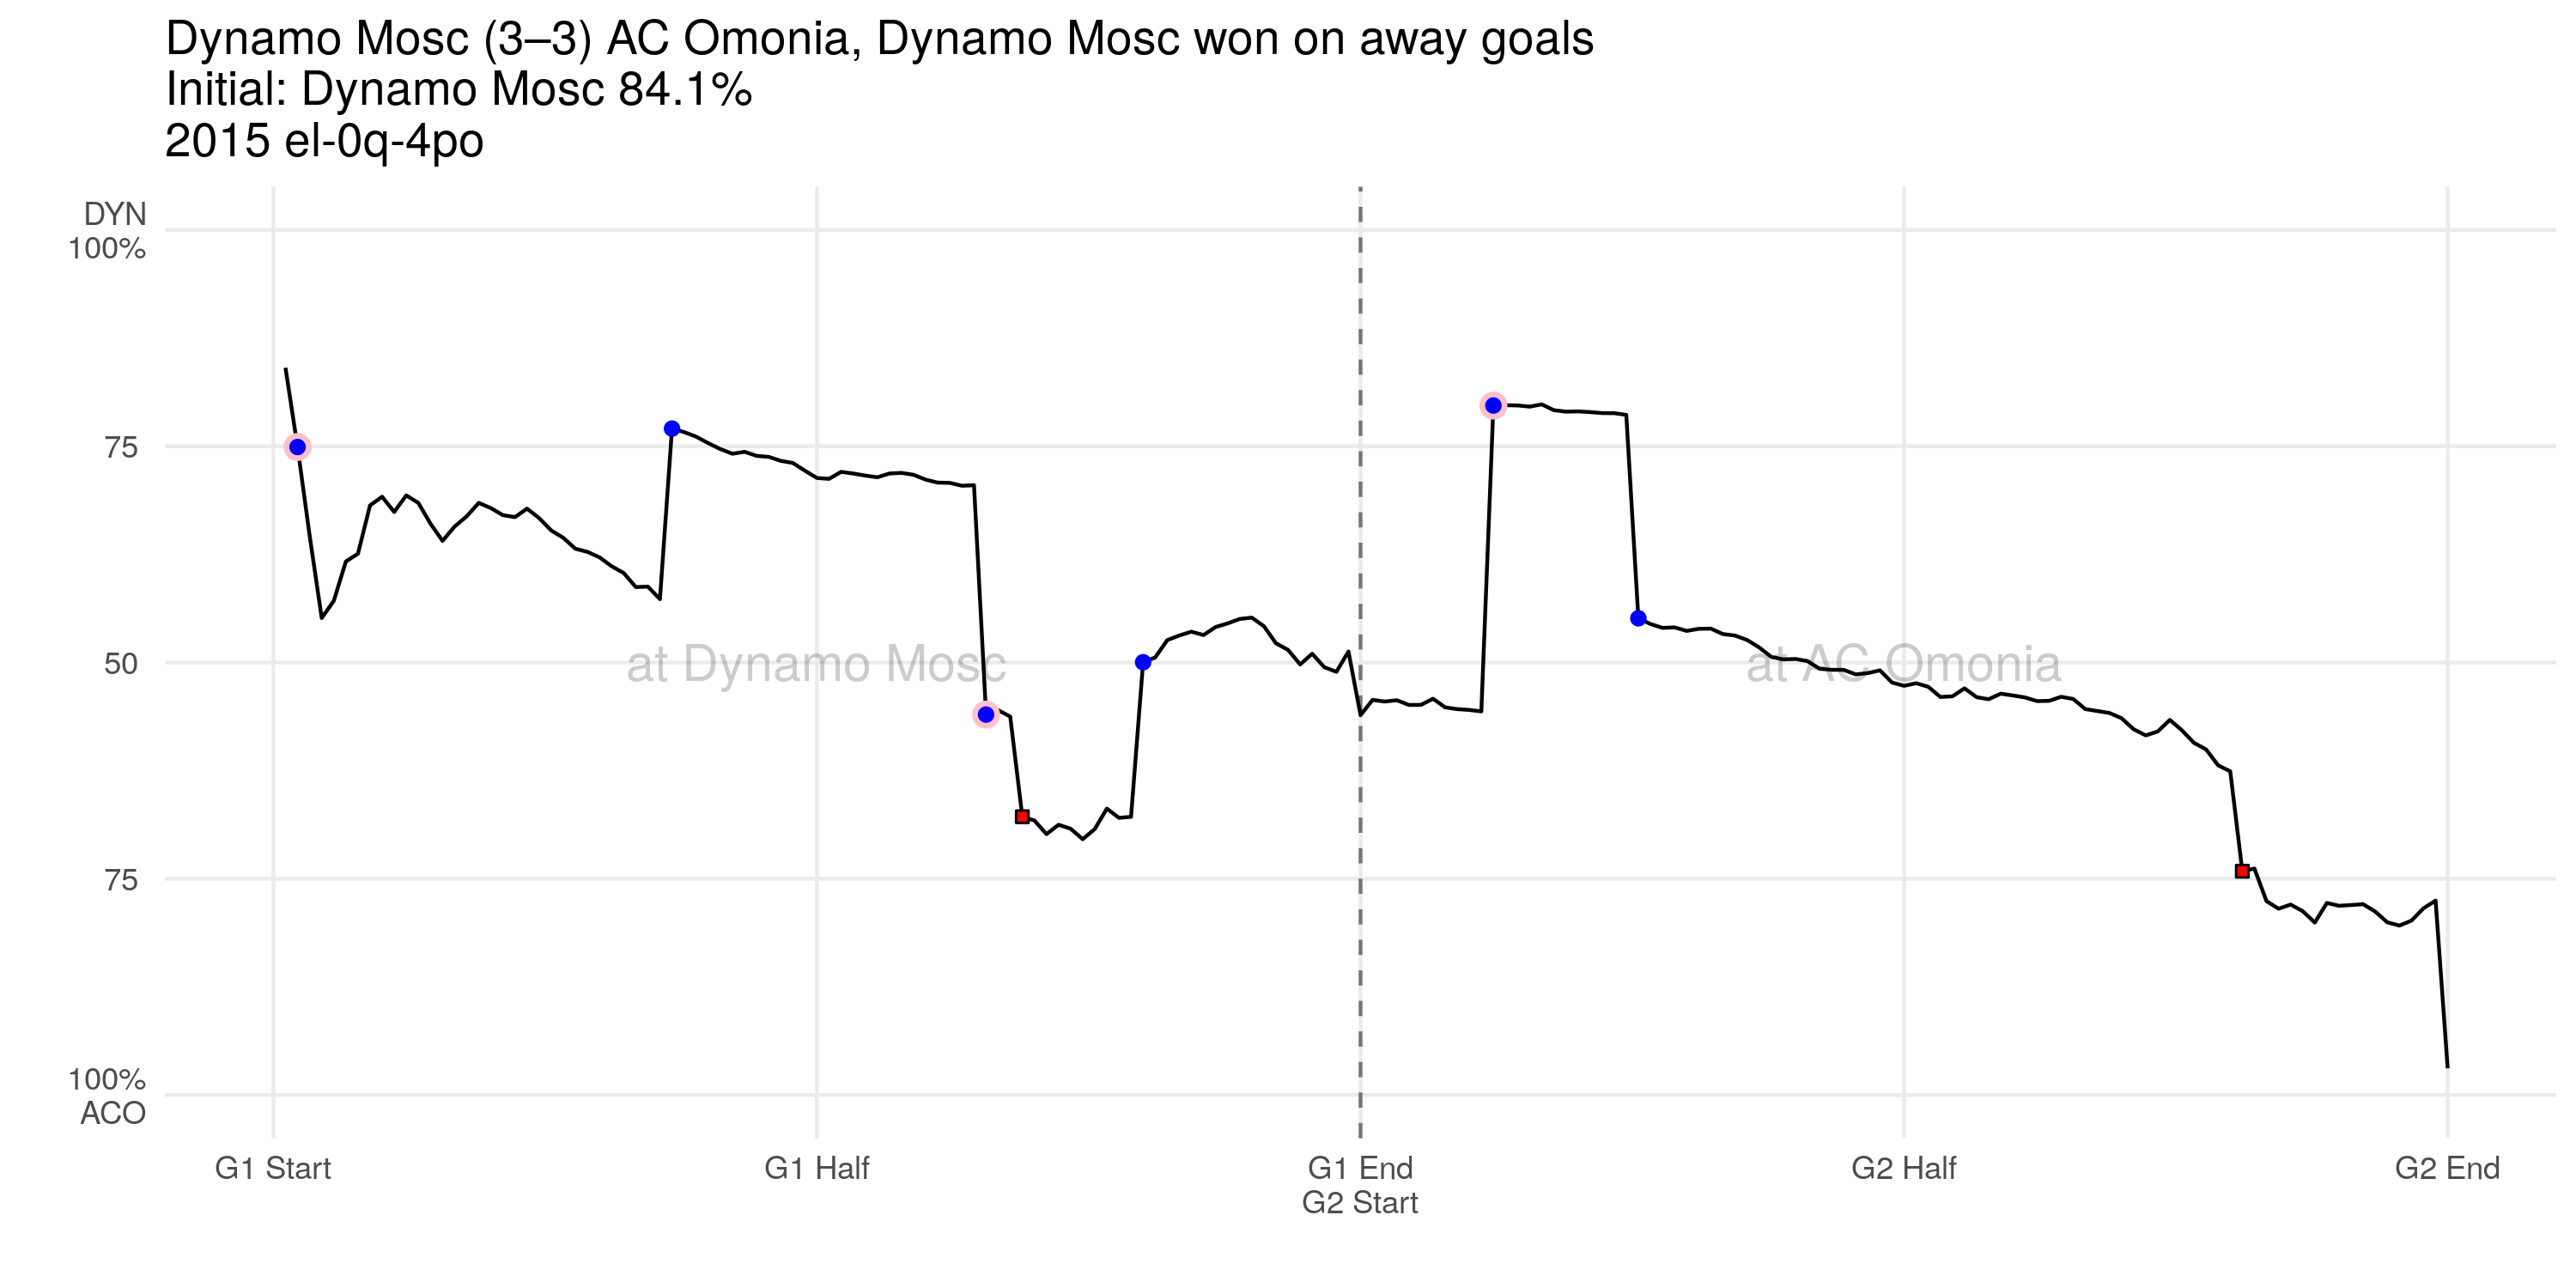 Dynamo Mosc (3–3) AC Omonia, Dynamo Mosc won on away goals
Initial: Dynamo Mosc 84.1%
2015 el-0q-4po
DYN
100%
75
50
75
100%
ACO
at Dynamo Mosc
at AC Omonia
G1 Start
G1 Half
G1 End
G2 Start
G2 Half
G2 End